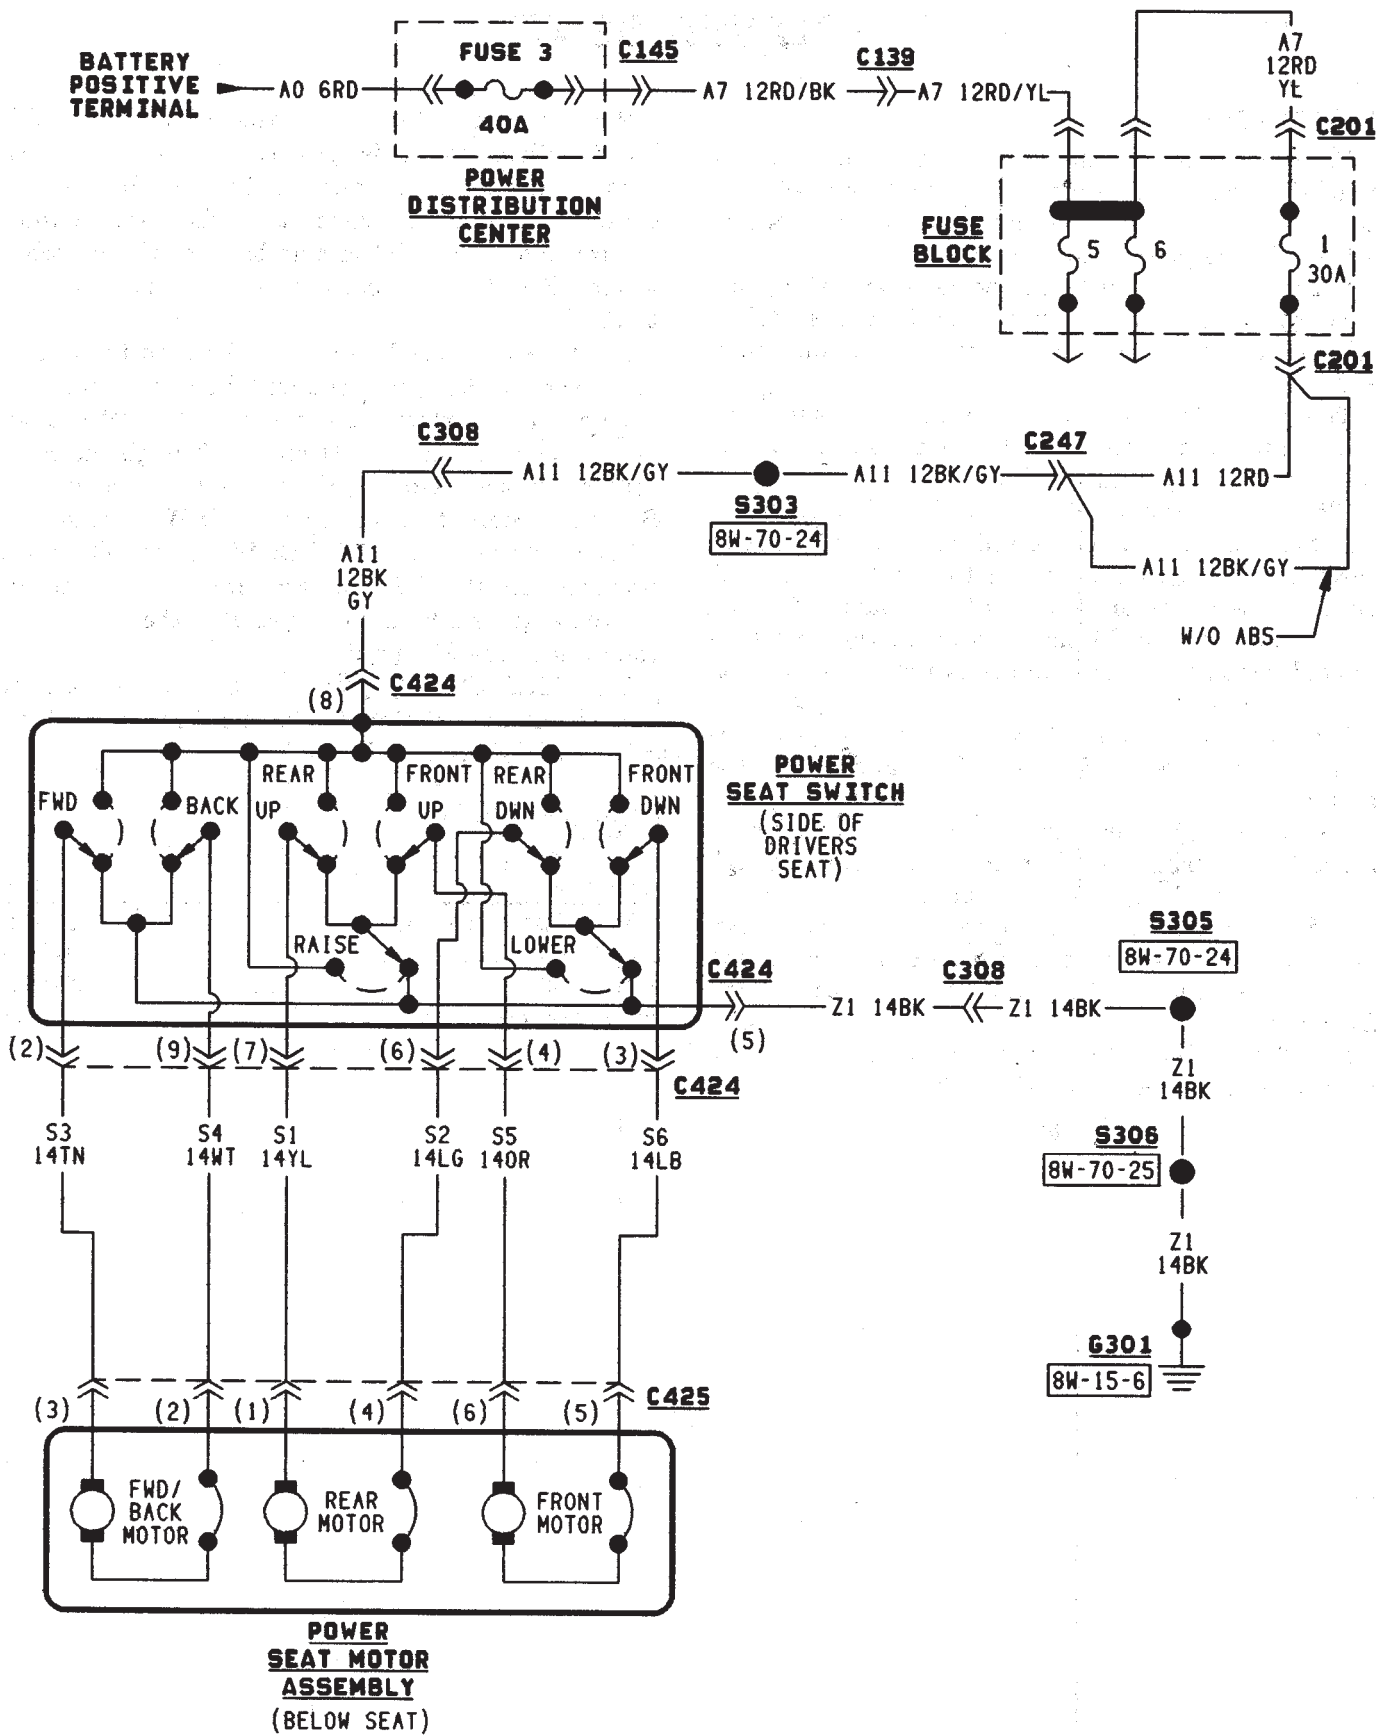 BATTERY
POSITIVE
TERMINAL
A0 6RD
FUSE 3
40A
POWER
DISTRIBUTION
CENTER
C145
A7 12RD/BK
C139
A7 12RD/YL
A7
12RD
YL
C201
FUSE
BLOCK
5
6
1
30A
C201
C308
A11 12BK/GY
S303
8W-70-24
A11 12BK/GY
C247
A11 12RD
A11 12BK/GY
W/O ABS
A11
12BK
GY
C424
(8)
POWER
SEAT SWITCH
(SIDE OF
DRIVERS
SEAT)
FWD
BACK
REAR
UP
FRONT
UP
REAR
DWN
FRONT
DWN
RAISE
LOWER
C424
(5)
Z1 14BK
C308
Z1 14BK
S305
8W-70-24
Z1
14BK
S306
8W-70-25
Z1
14BK
G301
8W-15-6
(2)
(9)
(7)
(6)
(4)
(3)
C424
S3
14TN
S4
14WT
S1
14YL
S2
14LG
S5
14OR
S6
14LB
(3)
(2)
(1)
(4)
(6)
(5)
C425
FWD/
BACK
MOTOR
REAR
MOTOR
FRONT
MOTOR
POWER
SEAT MOTOR
ASSEMBLY
(BELOW SEAT)